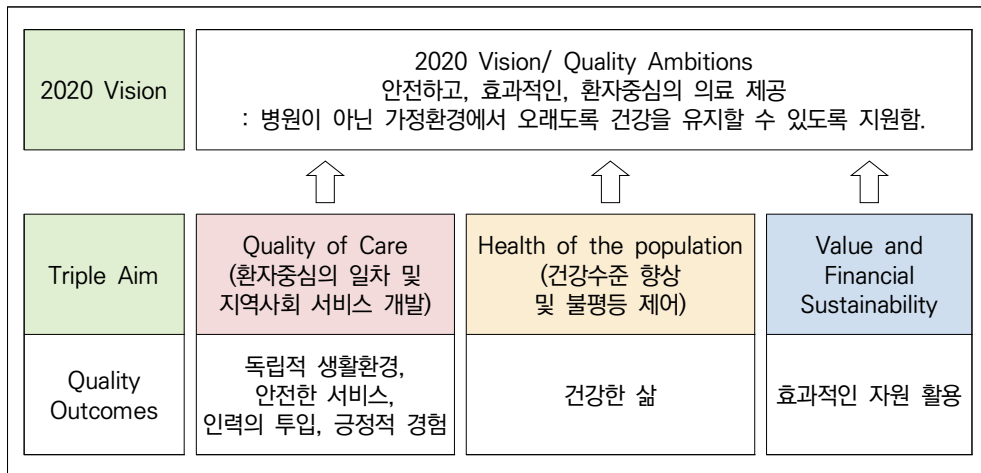 2020 Vision
2020 Vision/ Quality Ambitions
안전하고, 효과적인, 환자중심의 의료 제공
: 병원이 아닌 가정환경에서 오래도록 건강을 유지할 수 있도록 지원함.
Triple Aim
Quality of Care
(환자중심의 일차 및
지역사회 서비스 개발)
Health of the population
(건강수준 향상
및 불평등 제어)
Value and
Financial
Sustainability
Quality
Outcomes
독립적 생활환경,
안전한 서비스,
인력의 투입, 긍정적 경험
건강한 삶
효과적인 자원 활용